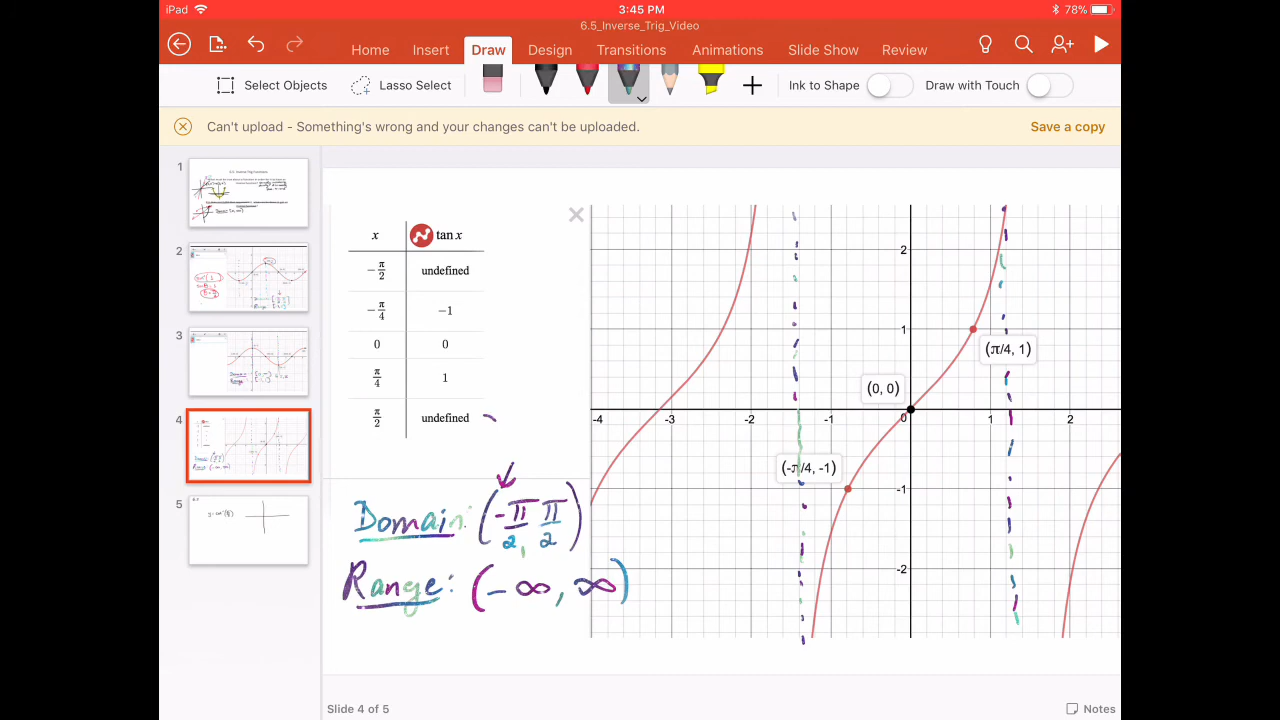 iPad 3:45 PM 78%
6.5_Inverse_Trig_Video
Home Insert Draw Design Transitions Animations Slide Show Review
Select Objects Lasso Select Ink to Shape Draw with Touch
Can't upload - Something's wrong and your changes can't be uploaded. Save a copy
1
2
3
4
5
x tan x
-π/2 undefined
-π/4 -1
0 0
π/4 1
π/2 undefined
2
1
(π/4, 1)
(0, 0)
-4 -3 -2 -1 0 1 2
(-π/4, -1)
-1
-2
Domain: (-π/2, π/2)
Range: (-∞, ∞)
Slide 4 of 5 Notes